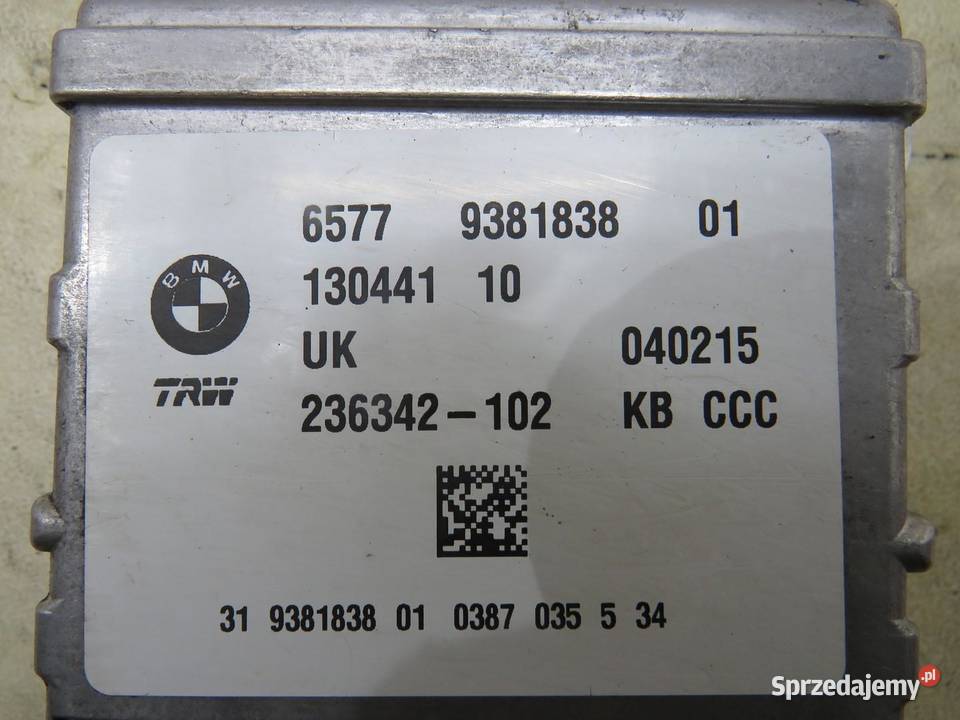 6577 9381838 01
130441 10
BMW
UK 040215
TRW
236342-102 KB CCC
31 9381838 01 0387 035 5 34
Sprzedajemy.pl